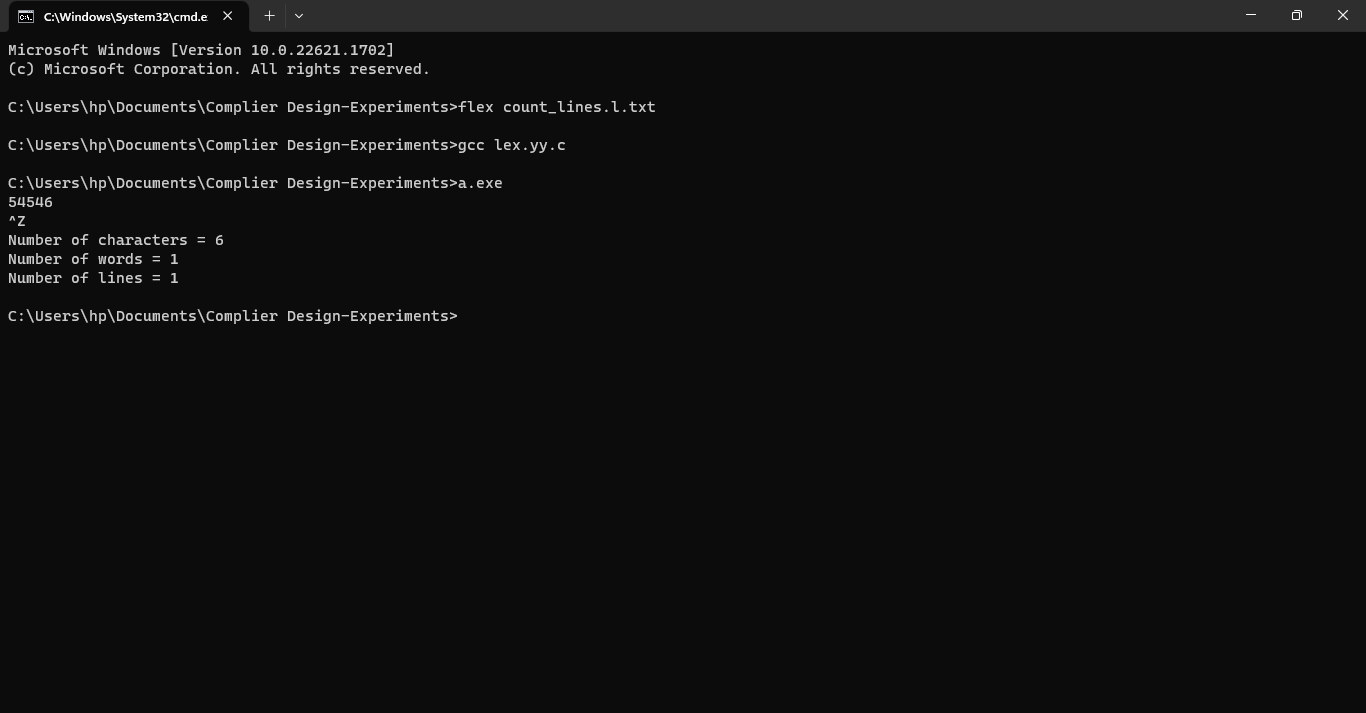 C:\Windows\System32\cmd.e
Microsoft Windows [Version 10.0.22621.1702]
(c) Microsoft Corporation. All rights reserved.
C:\Users\hp\Documents\Complier Design-Experiments>flex count_lines.l.txt
C:\Users\hp\Documents\Complier Design-Experiments>gcc lex.yy.c
C:\Users\hp\Documents\Complier Design-Experiments>a.exe
54546
^Z
Number of characters = 6
Number of words = 1
Number of lines = 1
C:\Users\hp\Documents\Complier Design-Experiments>